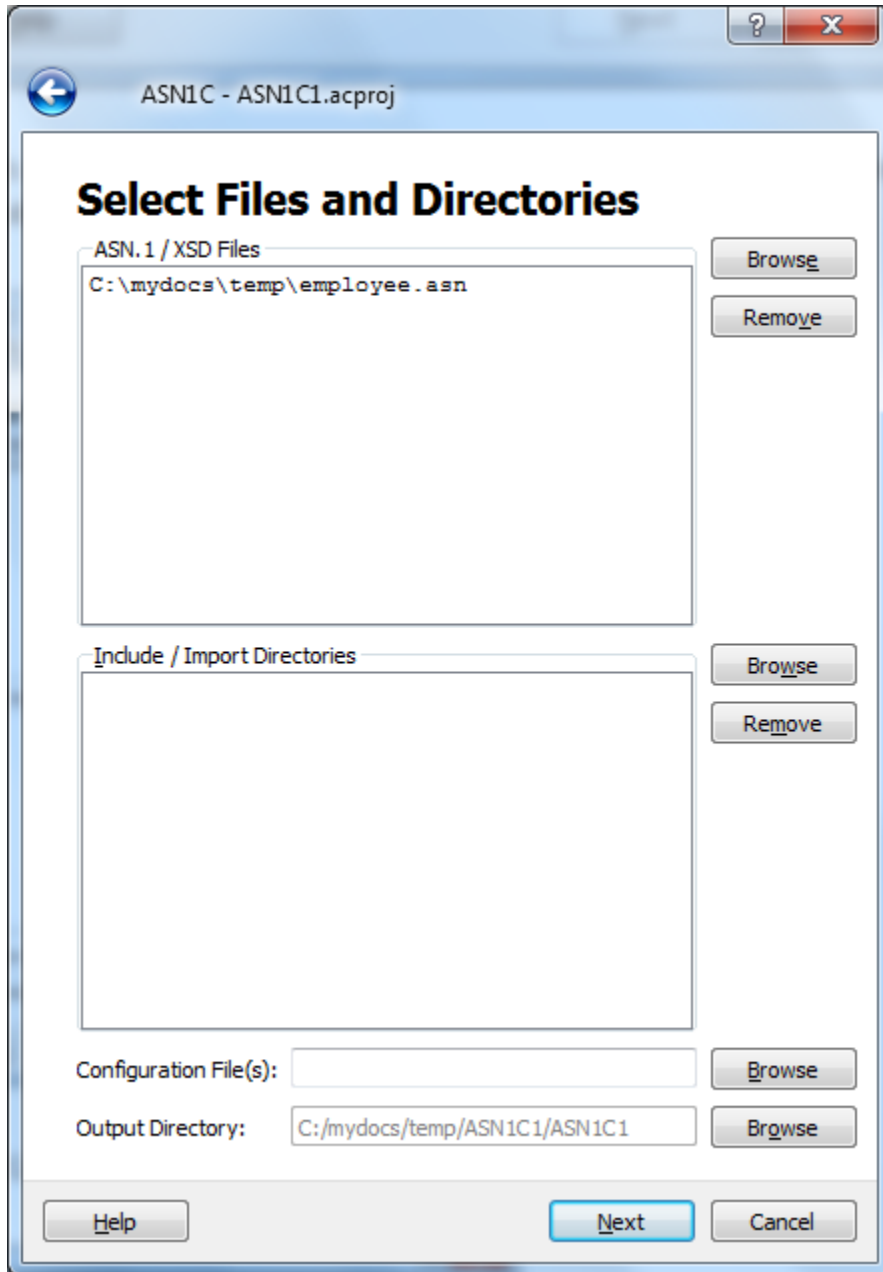 ASN1C - ASN1C1.acproj
Select Files and Directories
ASN.1 / XSD Files
Browse
C:\mydocs\temp\employee.asn
Remove
Include / Import Directories
Browse
Remove
Configuration File(s):
Browse
Output Directory: C:/mydocs/temp/ASN1C1/ASN1C1
Browse
Help
Next
Cancel